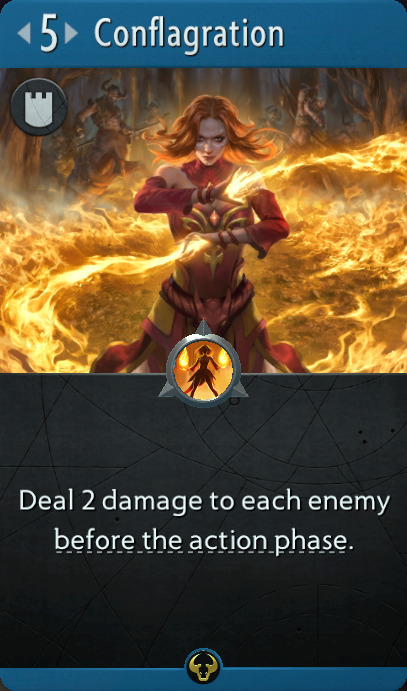 5 Conflagration
Deal 2 damage to each enemy
before the action phase.